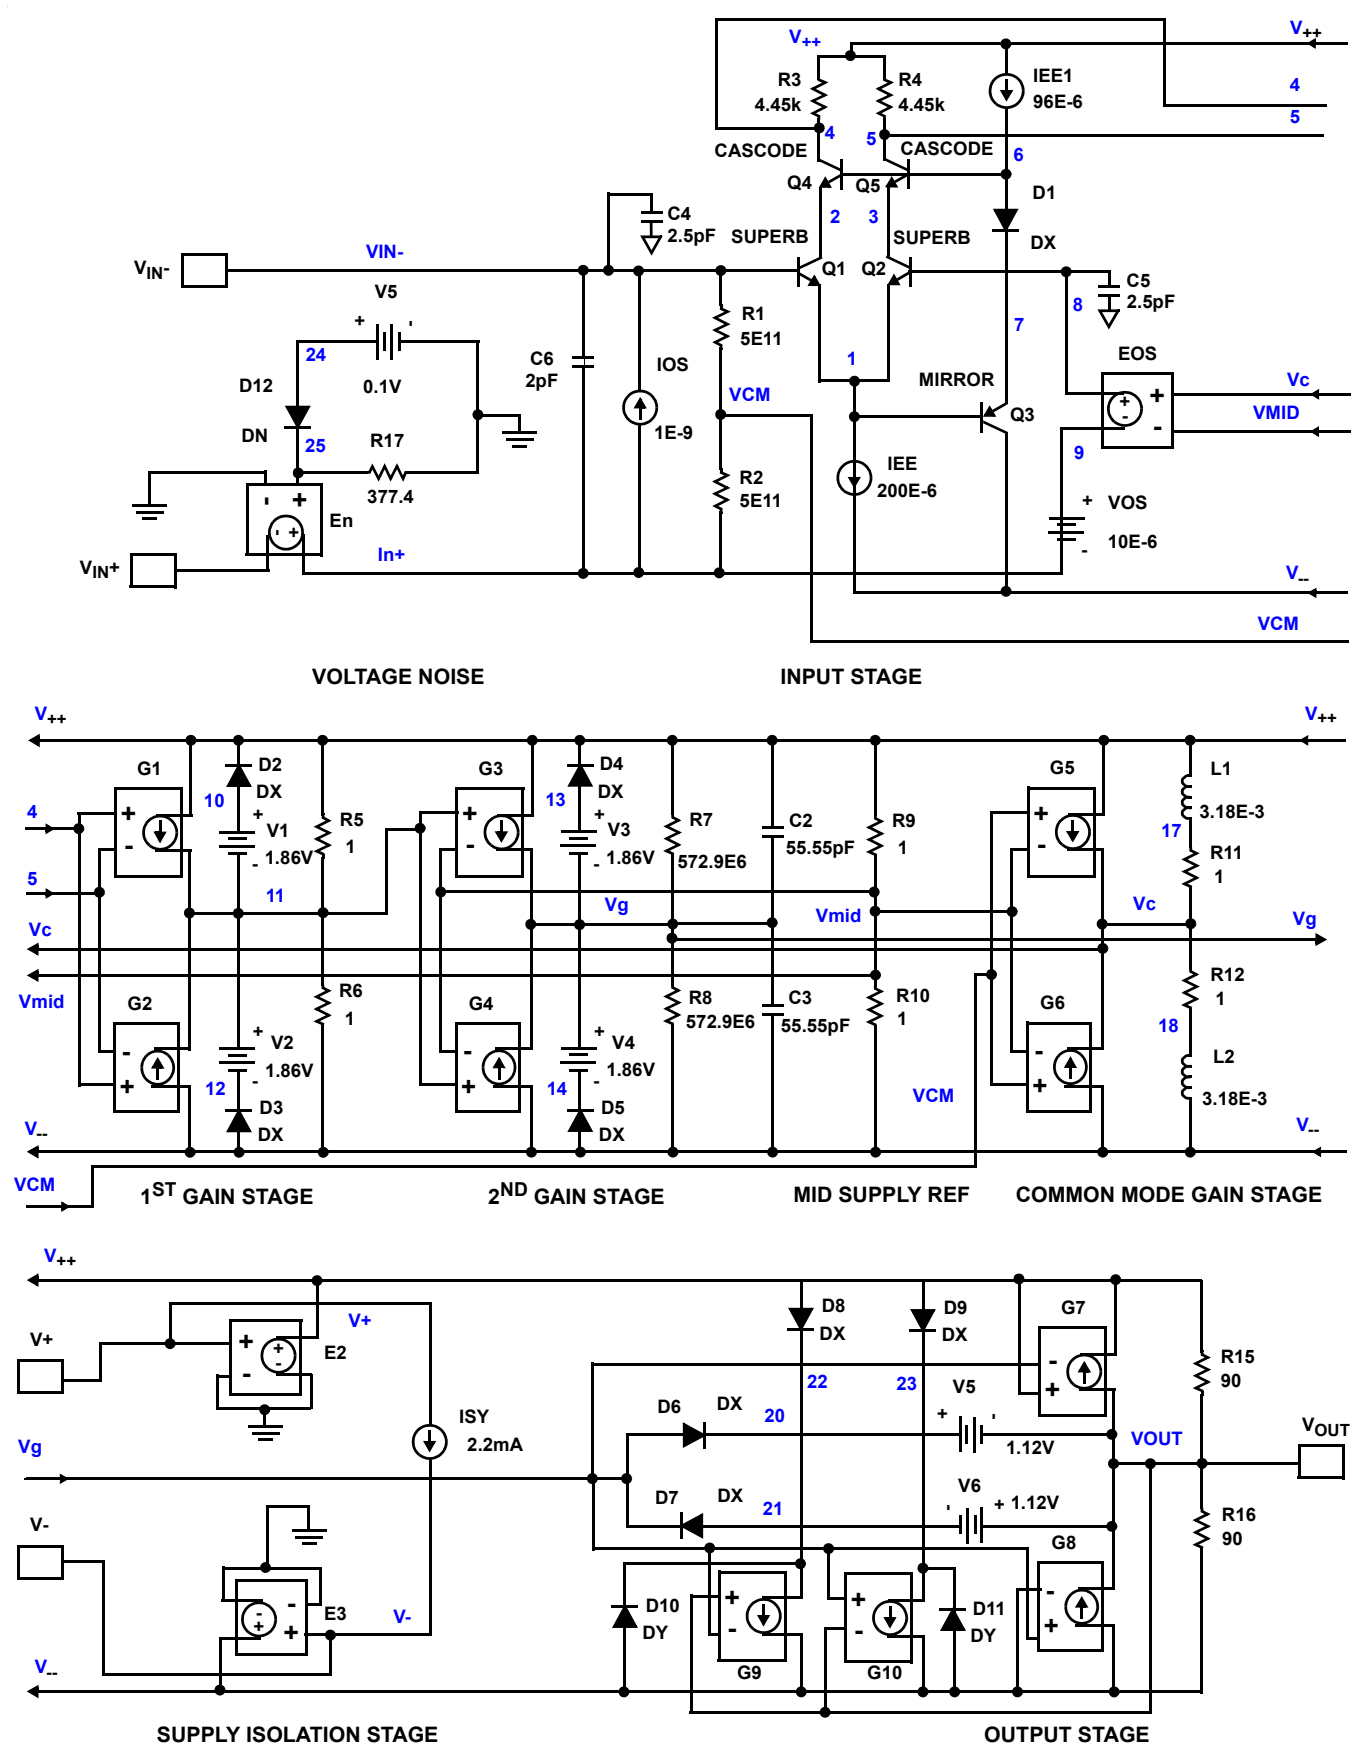 V++
V++
R3
4.45k
R4
4.45k
IEE1
96E-6
4
5
4
5
CASCODE
CASCODE
6
Q4
Q5
D1
DX
2
3
C4
2.5pF
SUPERB
SUPERB
VIN-
VIN-
Q1
Q2
C5
2.5pF
V5
+ -
R1
5E11
8
7
24
1
EOS
C6
2pF
IOS
0.1V
D12
MIRROR
VCM
Vc
+
-
+
-
VMID
Q3
DN
25
R17
1E-9
9
377.4
R2
5E11
IEE
200E-6
- +
En
- +
+ VOS
10E-6
-
VIN+
In+
V--
VCM
VOLTAGE NOISE
INPUT STAGE
V++
V++
G1
D2
DX
G3
D4
DX
G5
L1
3.18E-3
10
13
4
+
-
+
V1
1.86V
-
R5
1
+
-
+
V3
1.86V
-
R7
572.9E6
C2
55.55pF
R9
1
+
-
17
R11
1
5
11
Vg
Vmid
Vc
Vg
Vc
Vmid
G2
R6
1
G4
R8
572.9E6
C3
55.55pF
R10
1
G6
R12
1
18
-
+
+
V2
1.86V
-
-
+
+
V4
1.86V
-
-
+
L2
3.18E-3
12
14
VCM
D3
DX
D5
DX
V--
V--
VCM
1ST GAIN STAGE
2ND GAIN STAGE
MID SUPPLY REF
COMMON MODE GAIN STAGE
V++
V+
V+
D8
DX
D9
DX
G7
+
-
+
-
E2
-
+
R15
90
22
23
V5
ISY
2.2mA
D6
DX
20
+ -
1.12V
VOUT
VOUT
Vg
V6
D7
DX
21
- + 1.12V
V-
R16
90
G8
-
+
-
+
E3
V-
D10
DY
+
-
+
-
D11
DY
-
+
G9
G10
V--
SUPPLY ISOLATION STAGE
OUTPUT STAGE